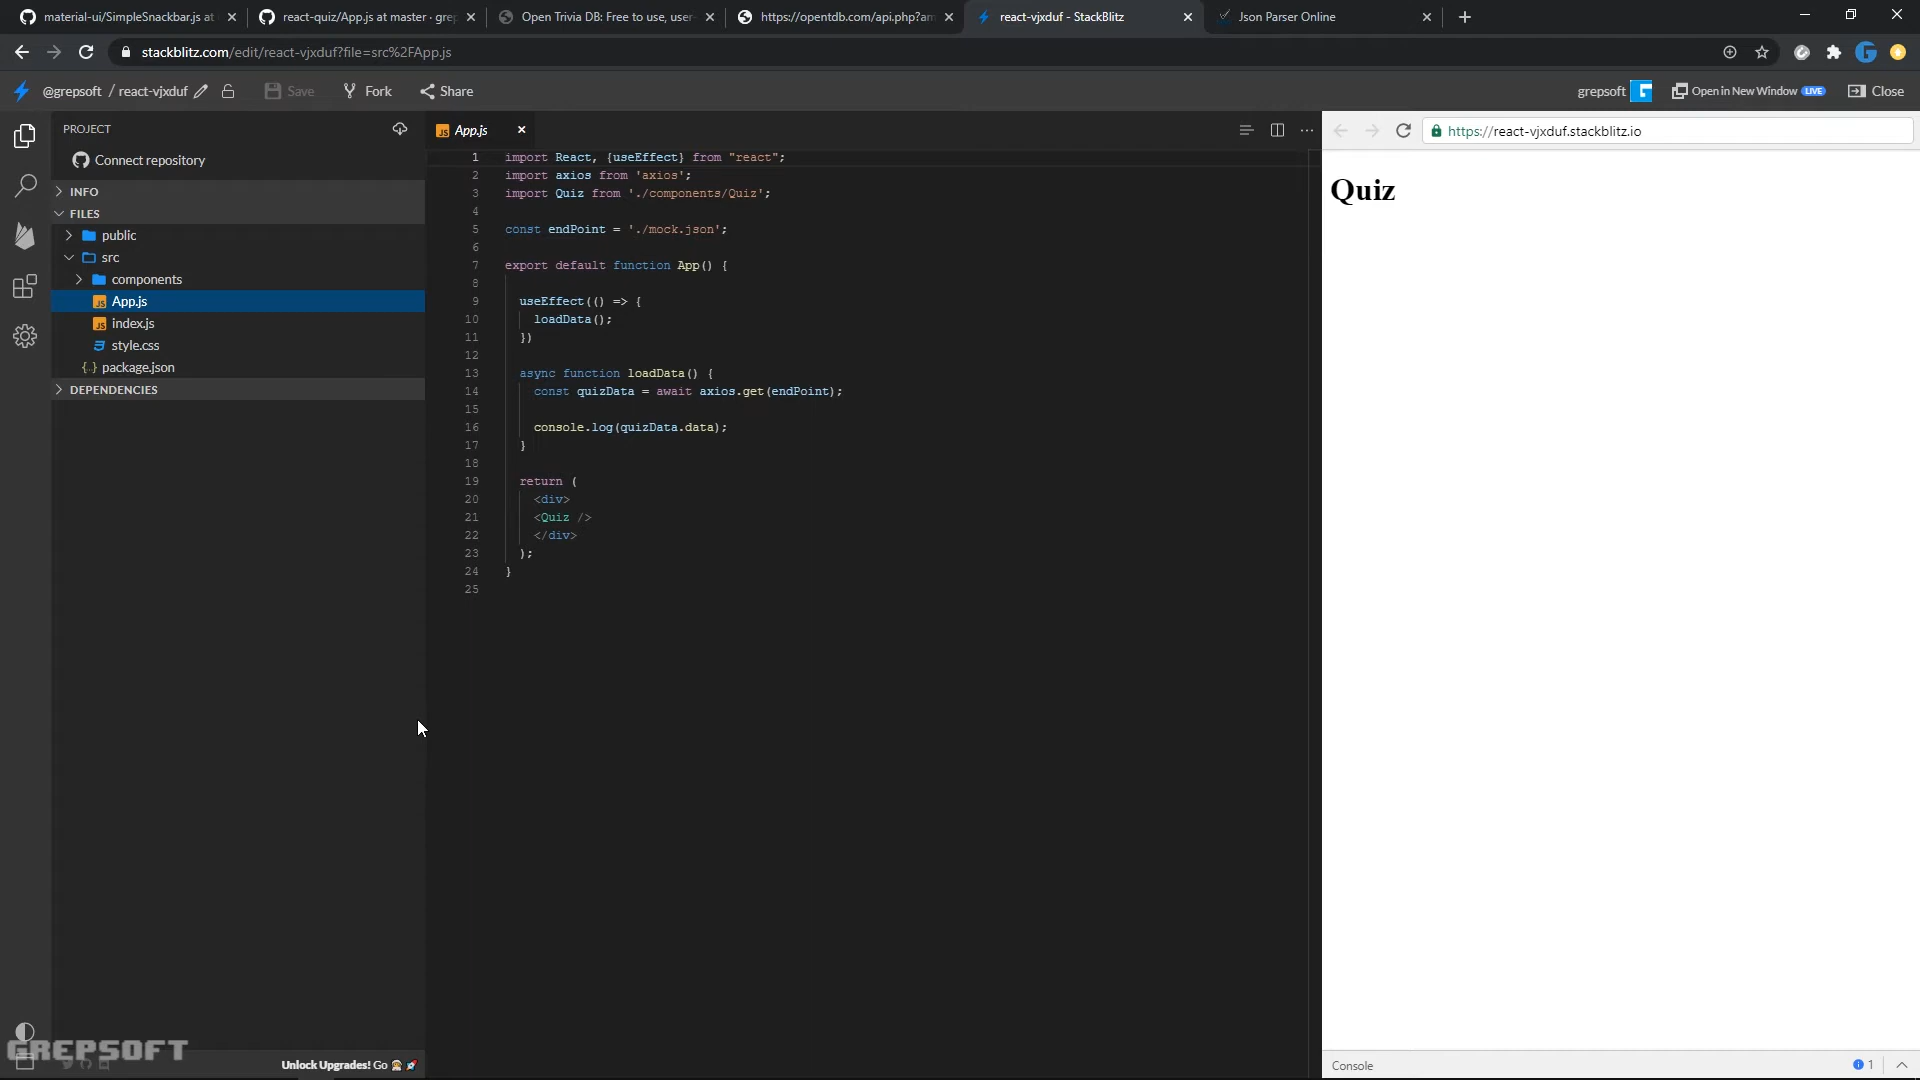 material-ui/SimpleSnackbar.js at
react-quiz/App.js at master · grep
Open Trivia DB: Free to use, user-
https://opentdb.com/api.php?am
react-vjxduf - StackBlitz
Json Parser Online
stackblitz.com/edit/react-vjxduf?file=src%2FApp.js
@grepsoft / react-vjxduf
Save
Fork
Share
grepsoft
Open in New Window LIVE
Close
PROJECT
Connect repository
INFO
FILES
public
src
components
JS App.js
JS index.js
style.css
{..} package.json
DEPENDENCIES
Unlock Upgrades! Go
GREPSOFT
JS App.js
1 import React, {useEffect} from "react";
2 import axios from 'axios';
3 import Quiz from './components/Quiz';
4
5 const endPoint = './mock.json';
6
7 export default function App() {
8
9 useEffect(() => {
10 loadData();
11 })
12
13 async function loadData() {
14 const quizData = await axios.get(endPoint);
15
16 console.log(quizData.data);
17 }
18
19 return (
20 <div>
21 <Quiz />
22 </div>
23 );
24 }
25
https://react-vjxduf.stackblitz.io
Quiz
Console
1